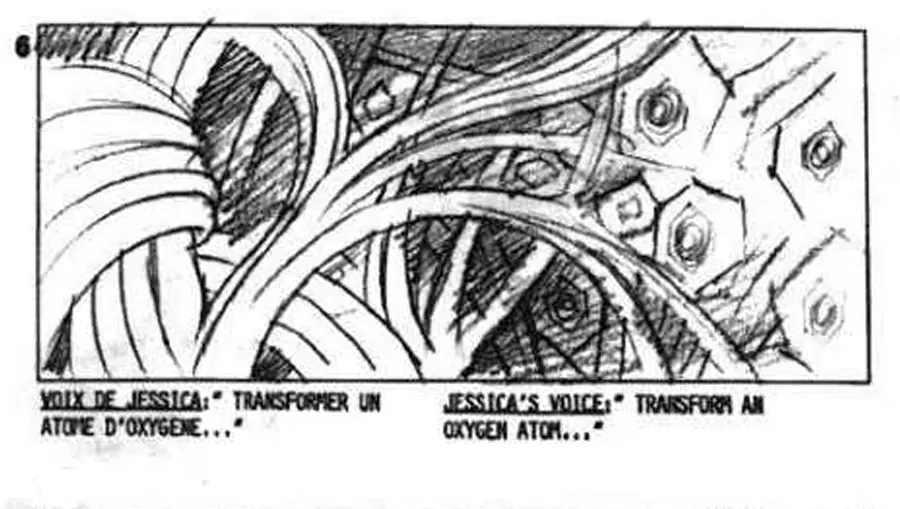 6
VOIX DE JESSICA:" TRANSFORMER UN
ATOME D'OXYGENE..."
JESSICA'S VOICE:" TRANSFORM AN
OXYGEN ATOM..."